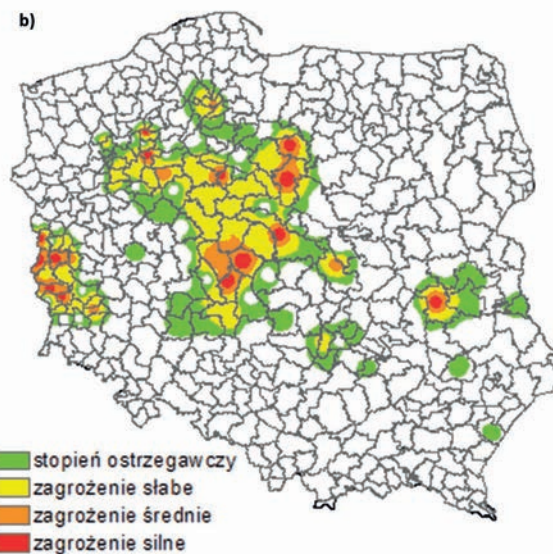 b)
stopień ostrzegawczy
zagrożenie słabe
zagrożenie średnie
zagrożenie silne